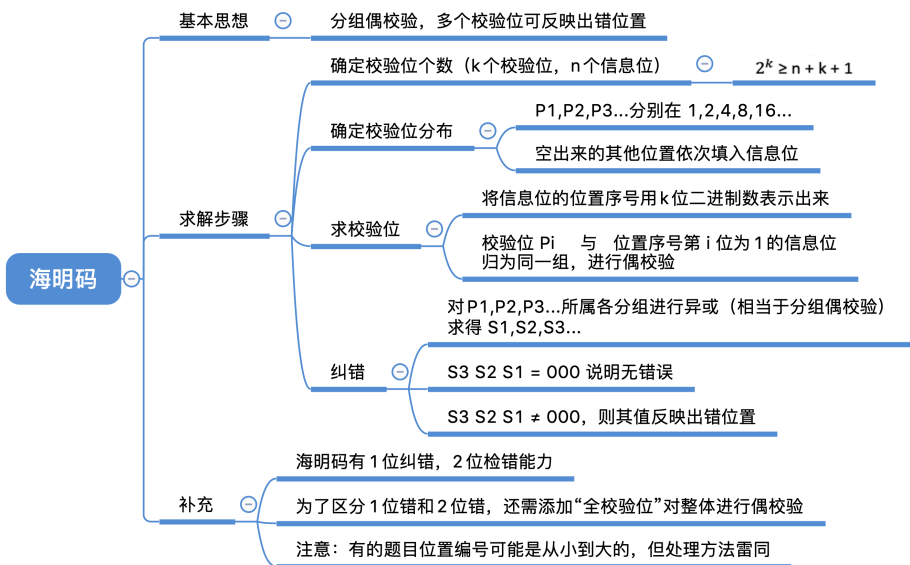 基本思想
分组偶校验，多个校验位可反映出错位置
确定校验位个数（k个校验位，n个信息位）
2^k ≥ n + k + 1
确定校验位分布
P1,P2,P3...分别在 1,2,4,8,16...
空出来的其他位置依次填入信息位
求解步骤
求校验位
将信息位的位置序号用k位二进制数表示出来
校验位 Pi 与 位置序号第 i 位为1的信息位
归为同一组，进行偶校验
海明码
纠错
对P1,P2,P3...所属各分组进行异或（相当于分组偶校验）
求得 S1,S2,S3...
S3 S2 S1 = 000 说明无错误
S3 S2 S1 ≠ 000，则其值反映出错位置
补充
海明码有1位纠错，2位检错能力
为了区分1位错和2位错，还需添加“全校验位”对整体进行偶校验
注意：有的题目位置编号可能是从小到大的，但处理方法雷同